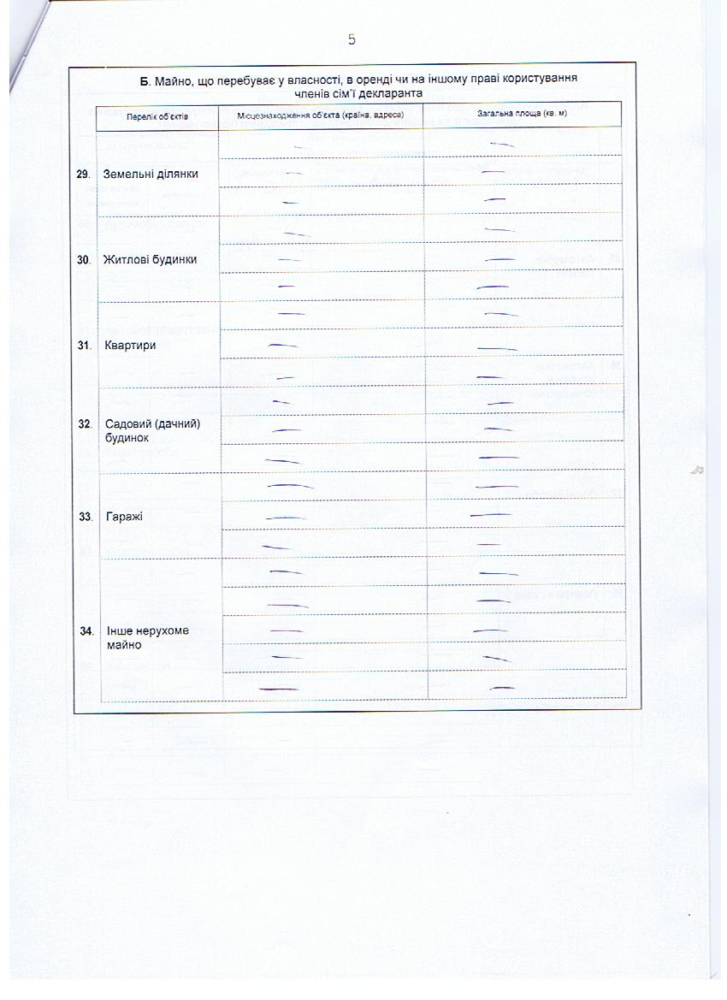 5
Б. Майно, що перебуває у власності, в оренді чи на іншому праві користування
членів сім’ї декларанта
Перелік об’єктів Місцезнаходження об’єкта (країна, адреса) Загальна площа (кв. м)
— —
29. Земельні ділянки — —
— —
— —
30. Житлові будинки — —
— —
— —
31. Квартири — —
— —
— —
32. Садовий (дачний) — —
будинок
— —
— —
33. Гаражі — —
— —
— —
— —
34. Інше нерухоме — —
майно
— —
— —